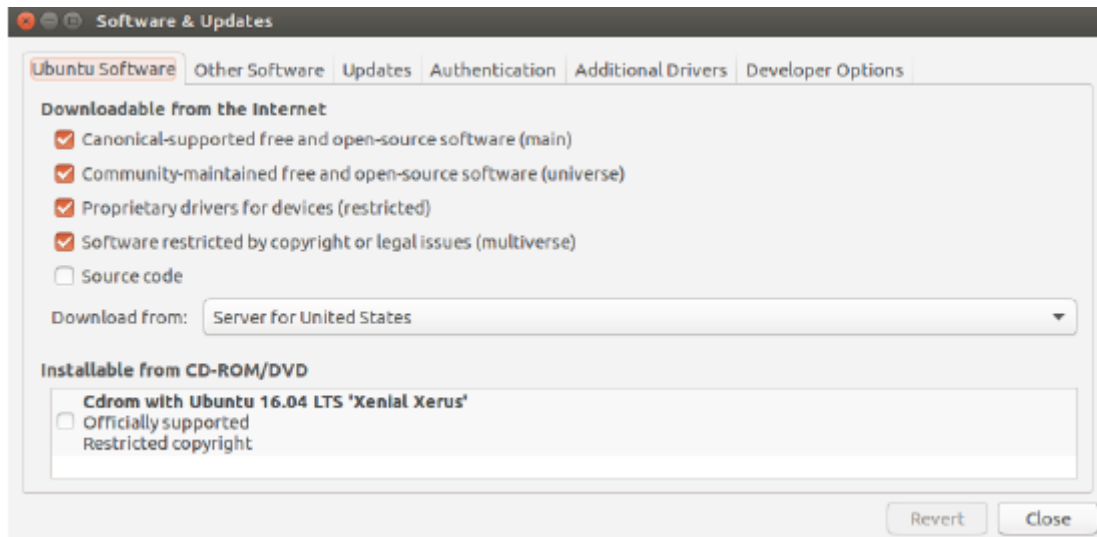 Software & Updates
Ubuntu Software Other Software Updates Authentication Additional Drivers Developer Options
Downloadable from the Internet
Canonical-supported free and open-source software (main)
Community-maintained free and open-source software (universe)
Proprietary drivers for devices (restricted)
Software restricted by copyright or legal issues (multiverse)
Source code
Download from: Server for United States
Installable from CD-ROM/DVD
Cdrom with Ubuntu 16.04 LTS 'Xenial Xerus'
Officially supported
Restricted copyright
Revert Close